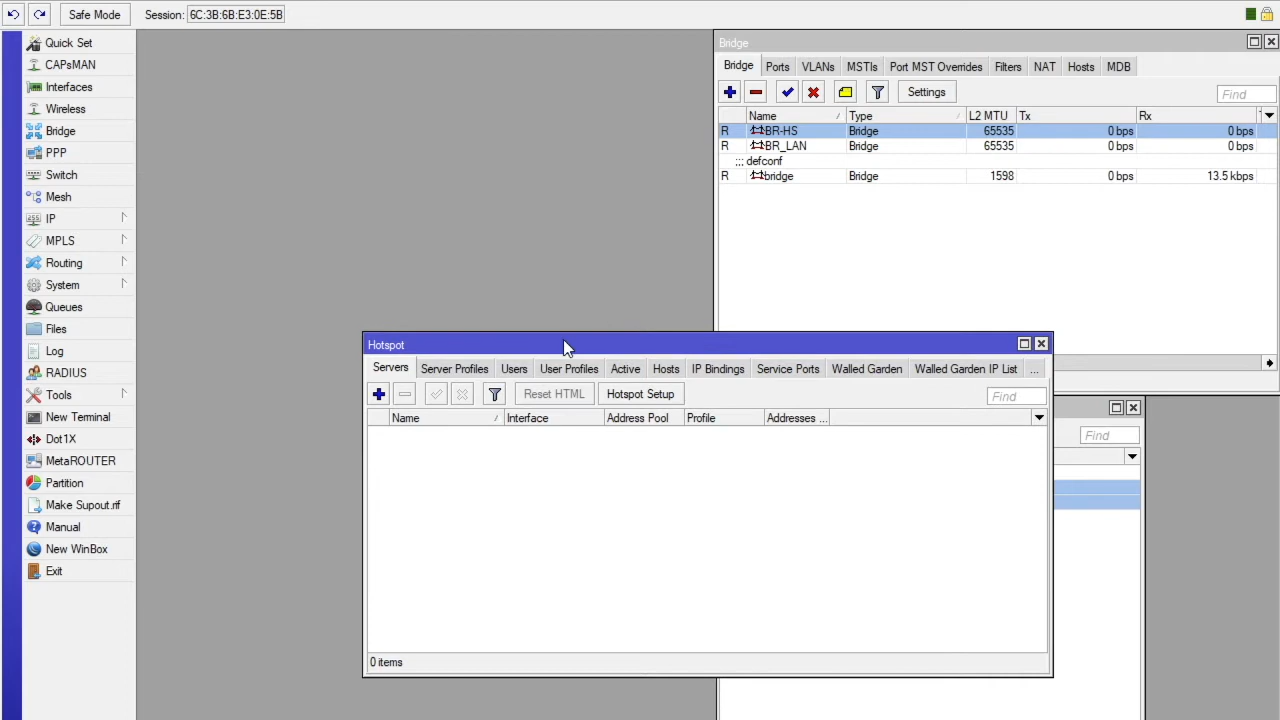 Safe Mode Session: 6C:3B:6B:E3:0E:5B
Quick Set
CAPsMAN
Interfaces
Wireless
Bridge
PPP
Switch
Mesh
IP
MPLS
Routing
System
Queues
Files
Log
RADIUS
Tools
New Terminal
Dot1X
MetaROUTER
Partition
Make Supout.rif
Manual
New WinBox
Exit
Bridge
Bridge Ports VLANs MSTIs Port MST Overrides Filters NAT Hosts MDB
Settings Find
Name Type L2 MTU Tx Rx
R BR-HS Bridge 65535 0 bps 0 bps
R BR_LAN Bridge 65535 0 bps 0 bps
;;; defconf
R bridge Bridge 1598 0 bps 13.5 kbps
Hotspot
Servers Server Profiles Users User Profiles Active Hosts IP Bindings Service Ports Walled Garden Walled Garden IP List ...
Reset HTML Hotspot Setup Find
Name Interface Address Pool Profile Addresses ...
0 items
Find